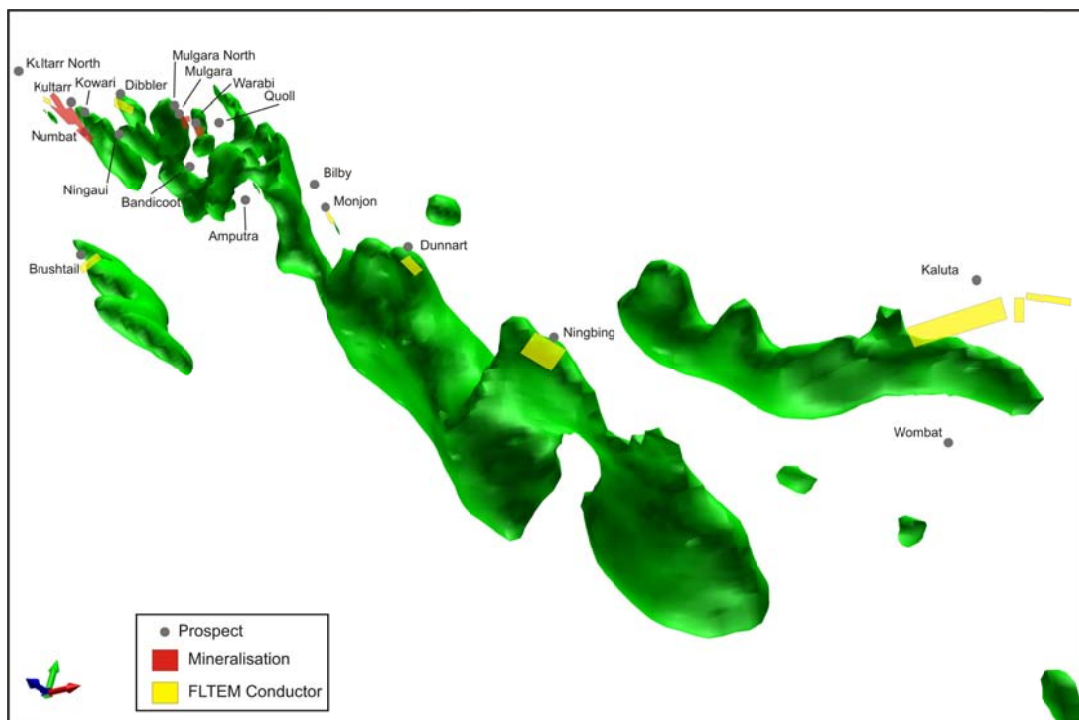 Mulgara North
Kultarr North
Mulgara
Kultarr
Kowari
Dibbler
Warabi
Quoll
Numbat
Ningaui
Bandicoot
Bilby
Monjon
Amputra
Dunnart
Brushtail
Kaluta
Ningbing
Wombat
Prospect
Mineralisation
FLTEM Conductor